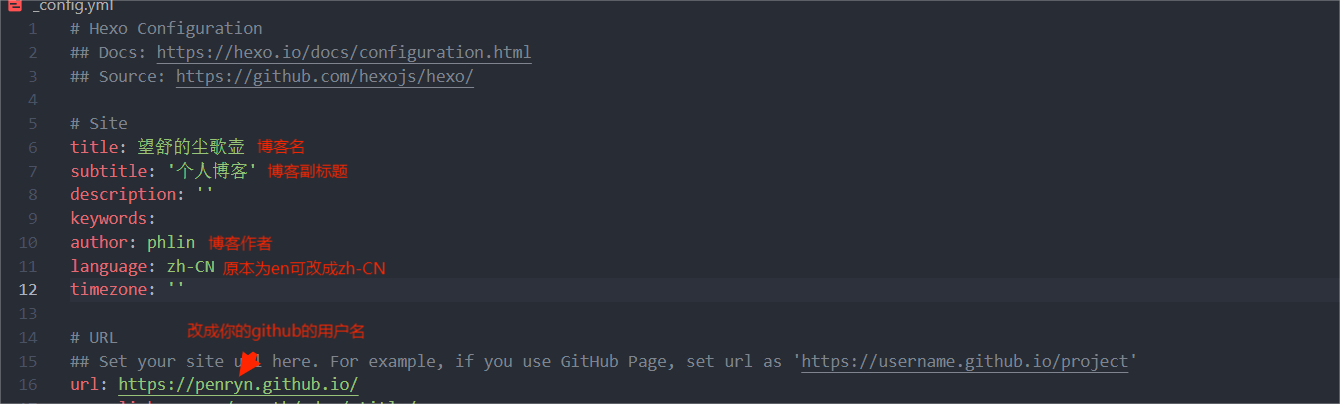 _config.yml
1 # Hexo Configuration
2 ## Docs: https://hexo.io/docs/configuration.html
3 ## Source: https://github.com/hexojs/hexo/
4
5 # Site
6 title: 望舒的尘歌壶 博客名
7 subtitle: '个人博客' 博客副标题
8 description: ''
9 keywords:
10 author: phlin 博客作者
11 language: zh-CN 原本为en可改成zh-CN
12 timezone: ''
13
改成你的github的用户名
14 # URL
15 ## Set your site url here. For example, if you use GitHub Page, set url as 'https://username.github.io/project'
16 url: https://penryn.github.io/